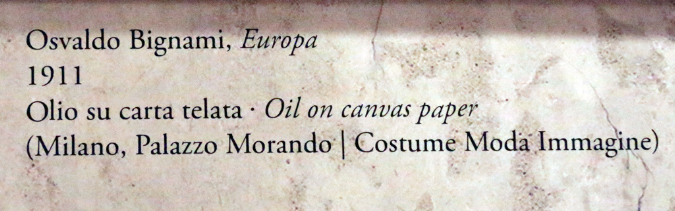 Osvaldo Bignami, Europa
1911
Olio su carta telata · Oil on canvas paper
(Milano, Palazzo Morando | Costume Moda Immagine)